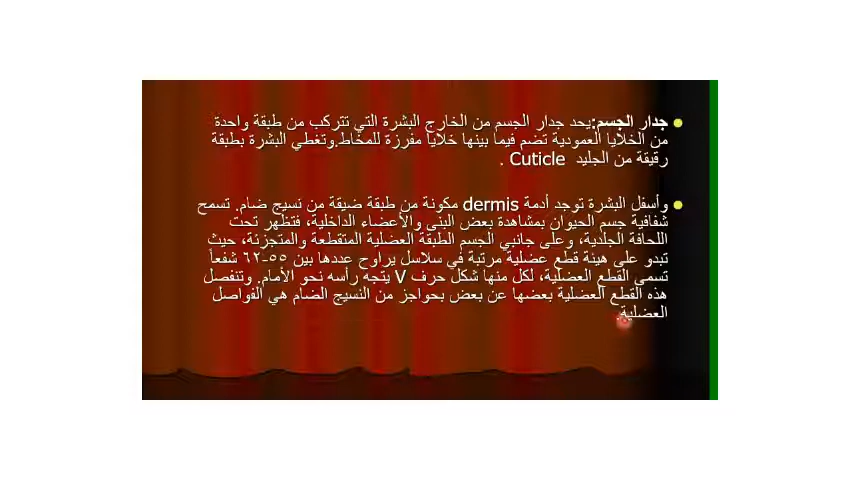 جدار الجسم:يحد جدار الجسم من الخارج البشرة التي تتركب من طبقة واحدة
من الخلايا العمودية تضم فيما بينها خلايا مفرزة للمخاط.وتغطي البشرة بطبقة
رقيقة من الجليد Cuticle .
وأسفل البشرة توجد أدمة dermis مكونة من طبقة ضيقة من نسيج ضام. تسمح
شفافية جسم الحيوان بمشاهدة بعض البنى والأعضاء الداخلية، فتظهر تحت
اللحافة الجلدية، وعلى جانبي الجسم الطبقة العضلية المتقطعة والمتجزئة، حيث
تبدو على هيئة قطع عضلية مرتبة في سلاسل يراوح عددها بين ٥٥-٦٢ شفعاً
تسمى القطع العضلية، لكل منها شكل حرف V يتجه رأسه نحو الأمام. وتنفصل
هذه القطع العضلية بعضها عن بعض بحواجز من النسيج الضام هي الفواصل
العضلية.